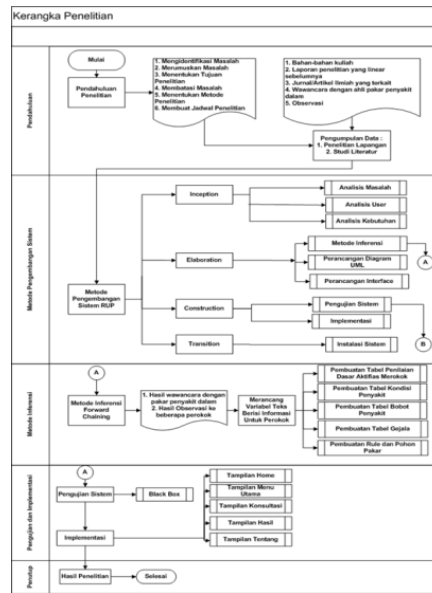 Kerangka Penelitian
Pendahuluan
Mulai
Pendahuluan
Penelitian
1. Mengidentifikasi Masalah
2. Merumuskan Masalah
3. Menentukan Tujuan
Penelitian
4. Membatasi Masalah
5. Menentukan Metode
Penelitian
6. Membuat Jadwal Penelitian
1. Bahan-bahan kuliah
2. Laporan penelitian yang linear
sebelumnya
3. Jurnal/Artikel Ilmiah yang terkait
4. Wawancara dengan ahli pakar penyakit
dalam
5. Observasi
Pengumpulan Data :
1. Penelitian Lapangan
2. Studi Literatur
Metode Pengembangan Sistem
Metode
Pengembangan
Sistem RUP
Inception
Analisis Masalah
Analisis User
Analisis Kebutuhan
Elaboration
Metode Inferensi
A
Perancangan Diagram
UML
Perancangan Interface
Construction
Pengujian Sistem
B
Implementasi
Transition
Instalasi Sistem
Metode Inferensi
A
Metode Inferensi
Forward
Chaining
1. Hasil wawancara dengan
pakar penyakit dalam
2. Hasil Observasi ke
beberapa perokok
Merancang
Variabel Teks
Berisi Informasi
Untuk Perokok
Pembuatan Tabel Penilaian
Dasar Aktifias Merokok
Pembuatan Tabel Kondisi
Penyakit
Pembuatan Tabel Bobot
Penyakit
Pembuatan Tabel Gejala
Pembuatan Rule dan Pohon
Pakar
Pengujian dan Implementasi
A
Pengujian Sistem
Black Box
Implementasi
Tampilan Home
Tampilan Menu
Utama
Tampilan Konsultasi
Tampilan Hasil
Tampilan Tentang
Penutup
Hasil Penelitian
Selesai